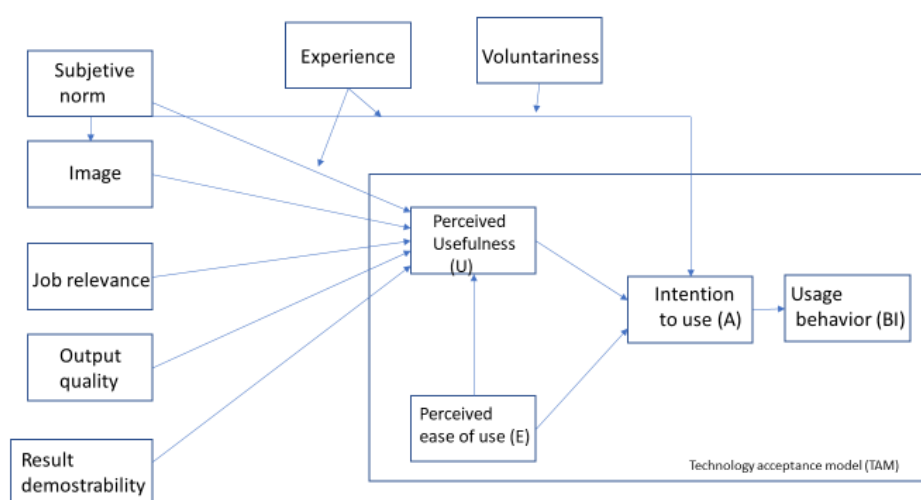 Subjetive
norm
Experience
Voluntariness
Image
Perceived
Usefulness
(U)
Job relevance
Intention
to use (A)
Usage
behavior (BI)
Output
quality
Perceived
ease of use (E)
Result
demostrability
Technology acceptance model (TAM)